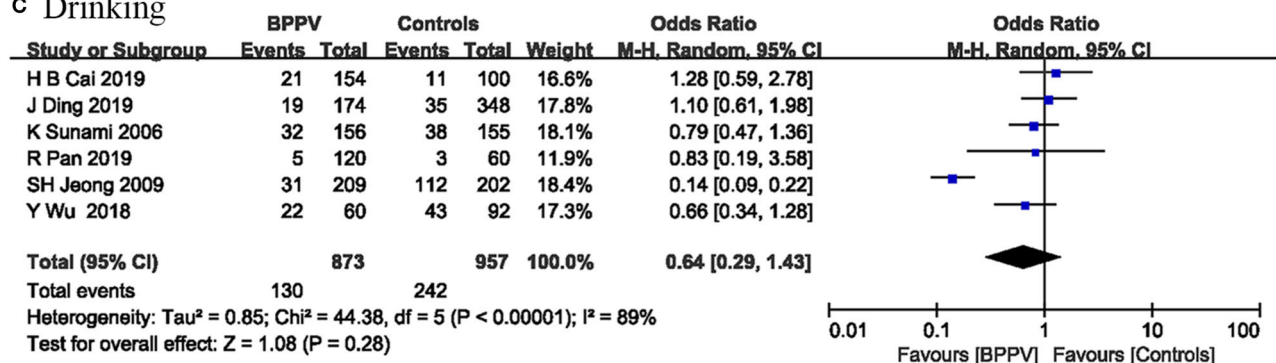 c Drinking
BPPV Controls Odds Ratio Odds Ratio
Study or Subgroup Events Total Events Total Weight M-H, Random, 95% CI M-H, Random, 95% CI
H B Cai 2019 21 154 11 100 16.6% 1.28 [0.59, 2.78]
J Ding 2019 19 174 35 348 17.8% 1.10 [0.61, 1.98]
K Sunami 2006 32 156 38 155 18.1% 0.79 [0.47, 1.36]
R Pan 2019 5 120 3 60 11.9% 0.83 [0.19, 3.58]
SH Jeong 2009 31 209 112 202 18.4% 0.14 [0.09, 0.22]
Y Wu 2018 22 60 43 92 17.3% 0.66 [0.34, 1.28]
Total (95% CI) 873 957 100.0% 0.64 [0.29, 1.43]
Total events 130 242
Heterogeneity: Tau² = 0.85; Chi² = 44.38, df = 5 (P < 0.00001); I² = 89%
Test for overall effect: Z = 1.08 (P = 0.28)
0.01 0.1 1 10 100
Favours [BPPV] Favours [Controls]